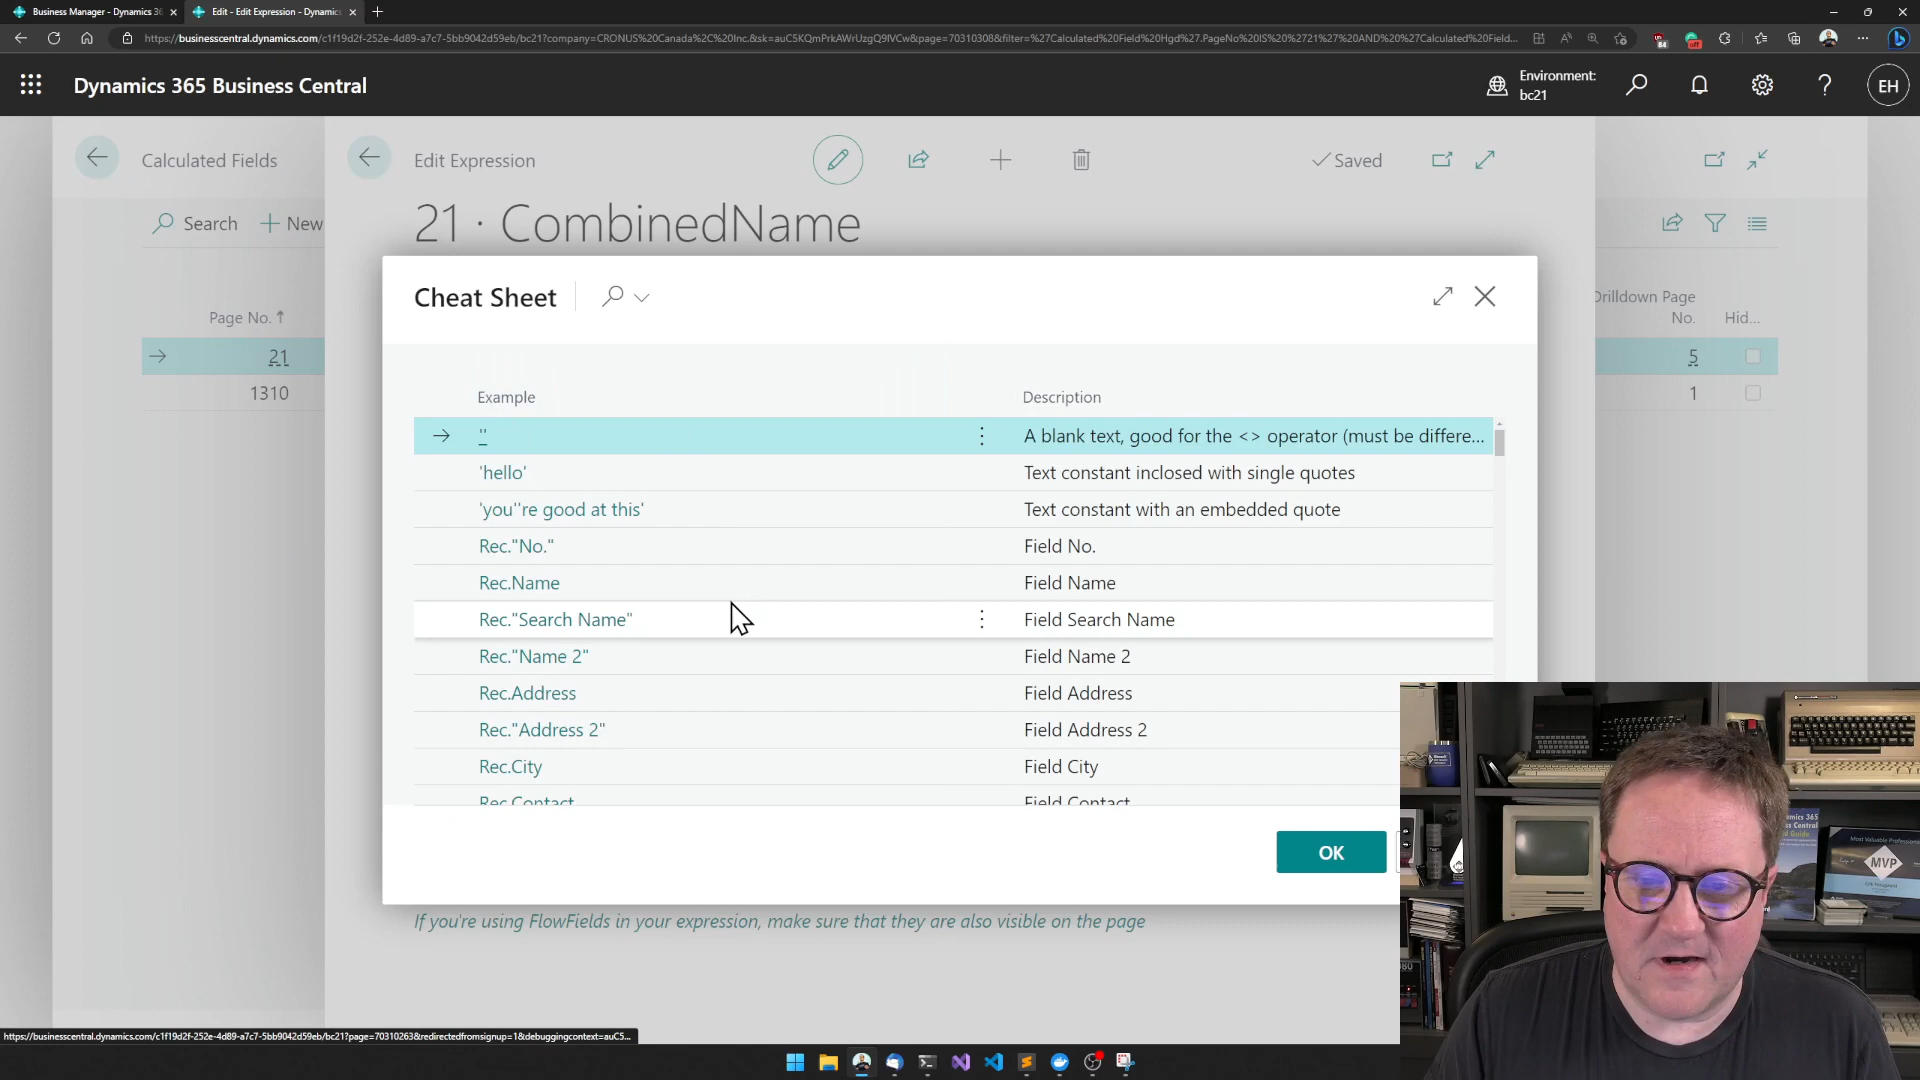 Business Manager - Dynamics 36
Edit - Edit Expression - Dynamics
Dynamics 365 Business Central
Environment:
bc21
EH
Calculated Fields
Edit Expression
Saved
21 · CombinedName
Search
New
Cheat Sheet
Drilldown Page
No.
Hid...
Page No. ↑
21
5
1310
1
Example
Description
''
A blank text, good for the <> operator (must be differe...
'hello'
Text constant inclosed with single quotes
'you''re good at this'
Text constant with an embedded quote
Rec."No."
Field No.
Rec.Name
Field Name
Rec."Search Name"
Field Search Name
Rec."Name 2"
Field Name 2
Rec.Address
Field Address
Rec."Address 2"
Field Address 2
Rec.City
Field City
Rec.Contact
Field Contact
OK
If you're using FlowFields in your expression, make sure that they are also visible on the page
MVP